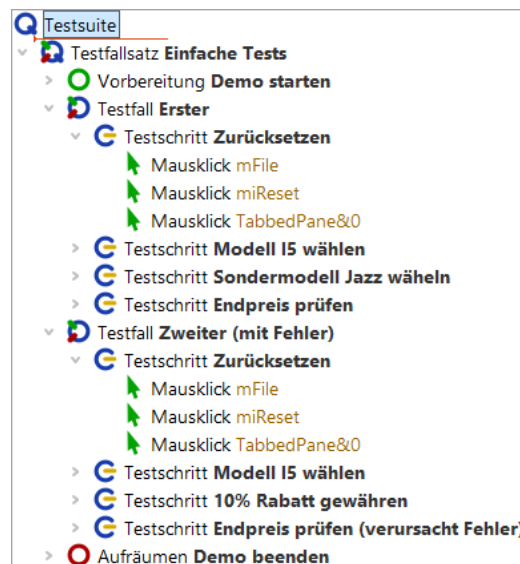 Testsuite
Testfallsatz Einfache Tests
Vorbereitung Demo starten
Testfall Erster
Testschritt Zurücksetzen
Mausklick mFile
Mausklick miReset
Mausklick TabbedPane&0
Testschritt Modell I5 wählen
Testschritt Sondermodell Jazz wäheln
Testschritt Endpreis prüfen
Testfall Zweiter (mit Fehler)
Testschritt Zurücksetzen
Mausklick mFile
Mausklick miReset
Mausklick TabbedPane&0
Testschritt Modell I5 wählen
Testschritt 10% Rabatt gewähren
Testschritt Endpreis prüfen (verursacht Fehler)
Aufräumen Demo beenden